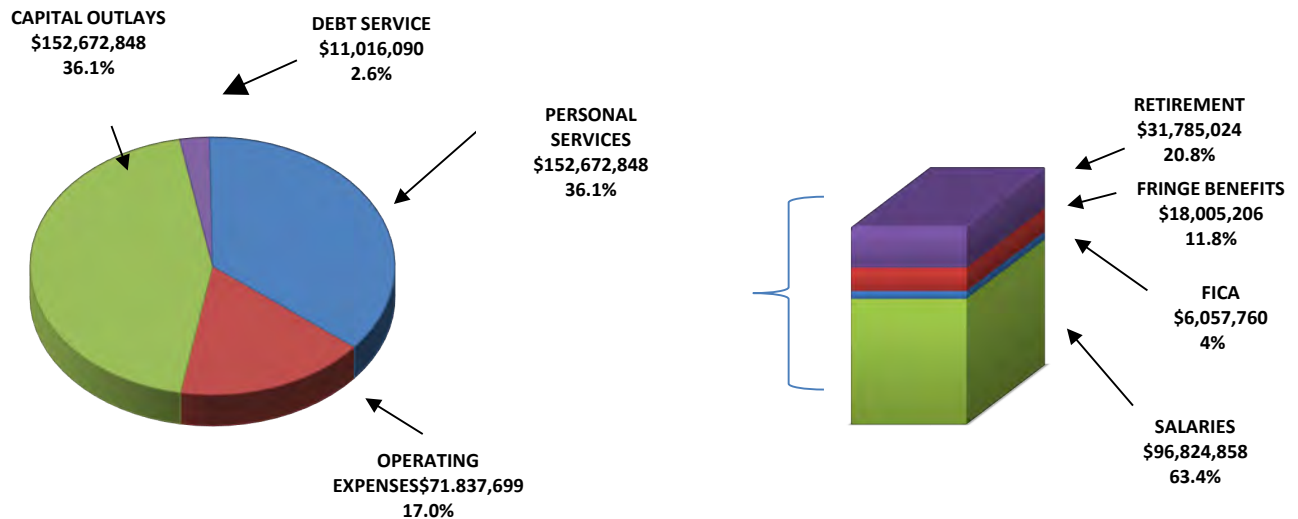 CAPITAL OUTLAYS
$152,672,848
36.1%
DEBT SERVICE
$11,016,090
2.6%
PERSONAL
SERVICES
$152,672,848
36.1%
OPERATING
EXPENSES$71.837,699
17.0%
RETIREMENT
$31,785,024
20.8%
FRINGE BENEFITS
$18,005,206
11.8%
FICA
$6,057,760
4%
SALARIES
$96,824,858
63.4%